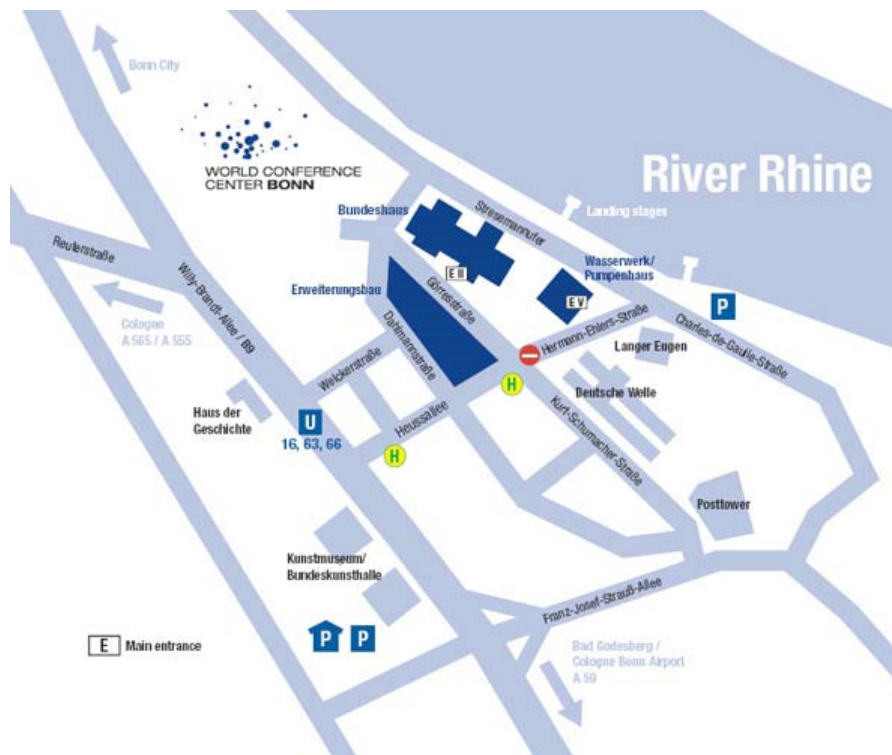 Bonn City
WORLD CONFERENCE
CENTER BONN
River Rhine
Bundeshaus
Stresemannufer
Landing stages
Reuterstraße
Willy-Brandt-Allee / B9
Wasserwerk/
Pumpenhaus
E II
Erweiterungsbau
Görresstraße
E V
P
Cologne
A 565 / A 555
Dahlmannstraße
Hermann-Ehlers-Straße
Charles-de-Gaulle-Straße
Langer Eugen
Welckerstraße
H
Deutsche Welle
Haus der
Geschichte
U
16, 63, 66
Heussallee
H
Kurt-Schumacher-Straße
Posttower
Kunstmuseum/
Bundeskunsthalle
Franz-Josef-Strauß-Allee
P P
E Main entrance
Bad Godesberg /
Cologne Bonn Airport
A 59